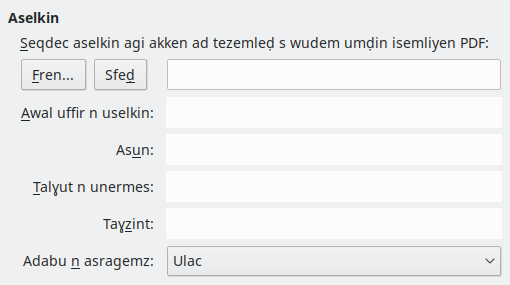 Aselkin
Seqdec aselkin agi akken ad tezemleḍ s wudem umḍin isemliyen PDF:
Fren... Sfeḍ
Awal uffir n uselkin:
Asun:
Talɣut n unermes:
Taɣzint:
Adabu n asragemz: Ulac